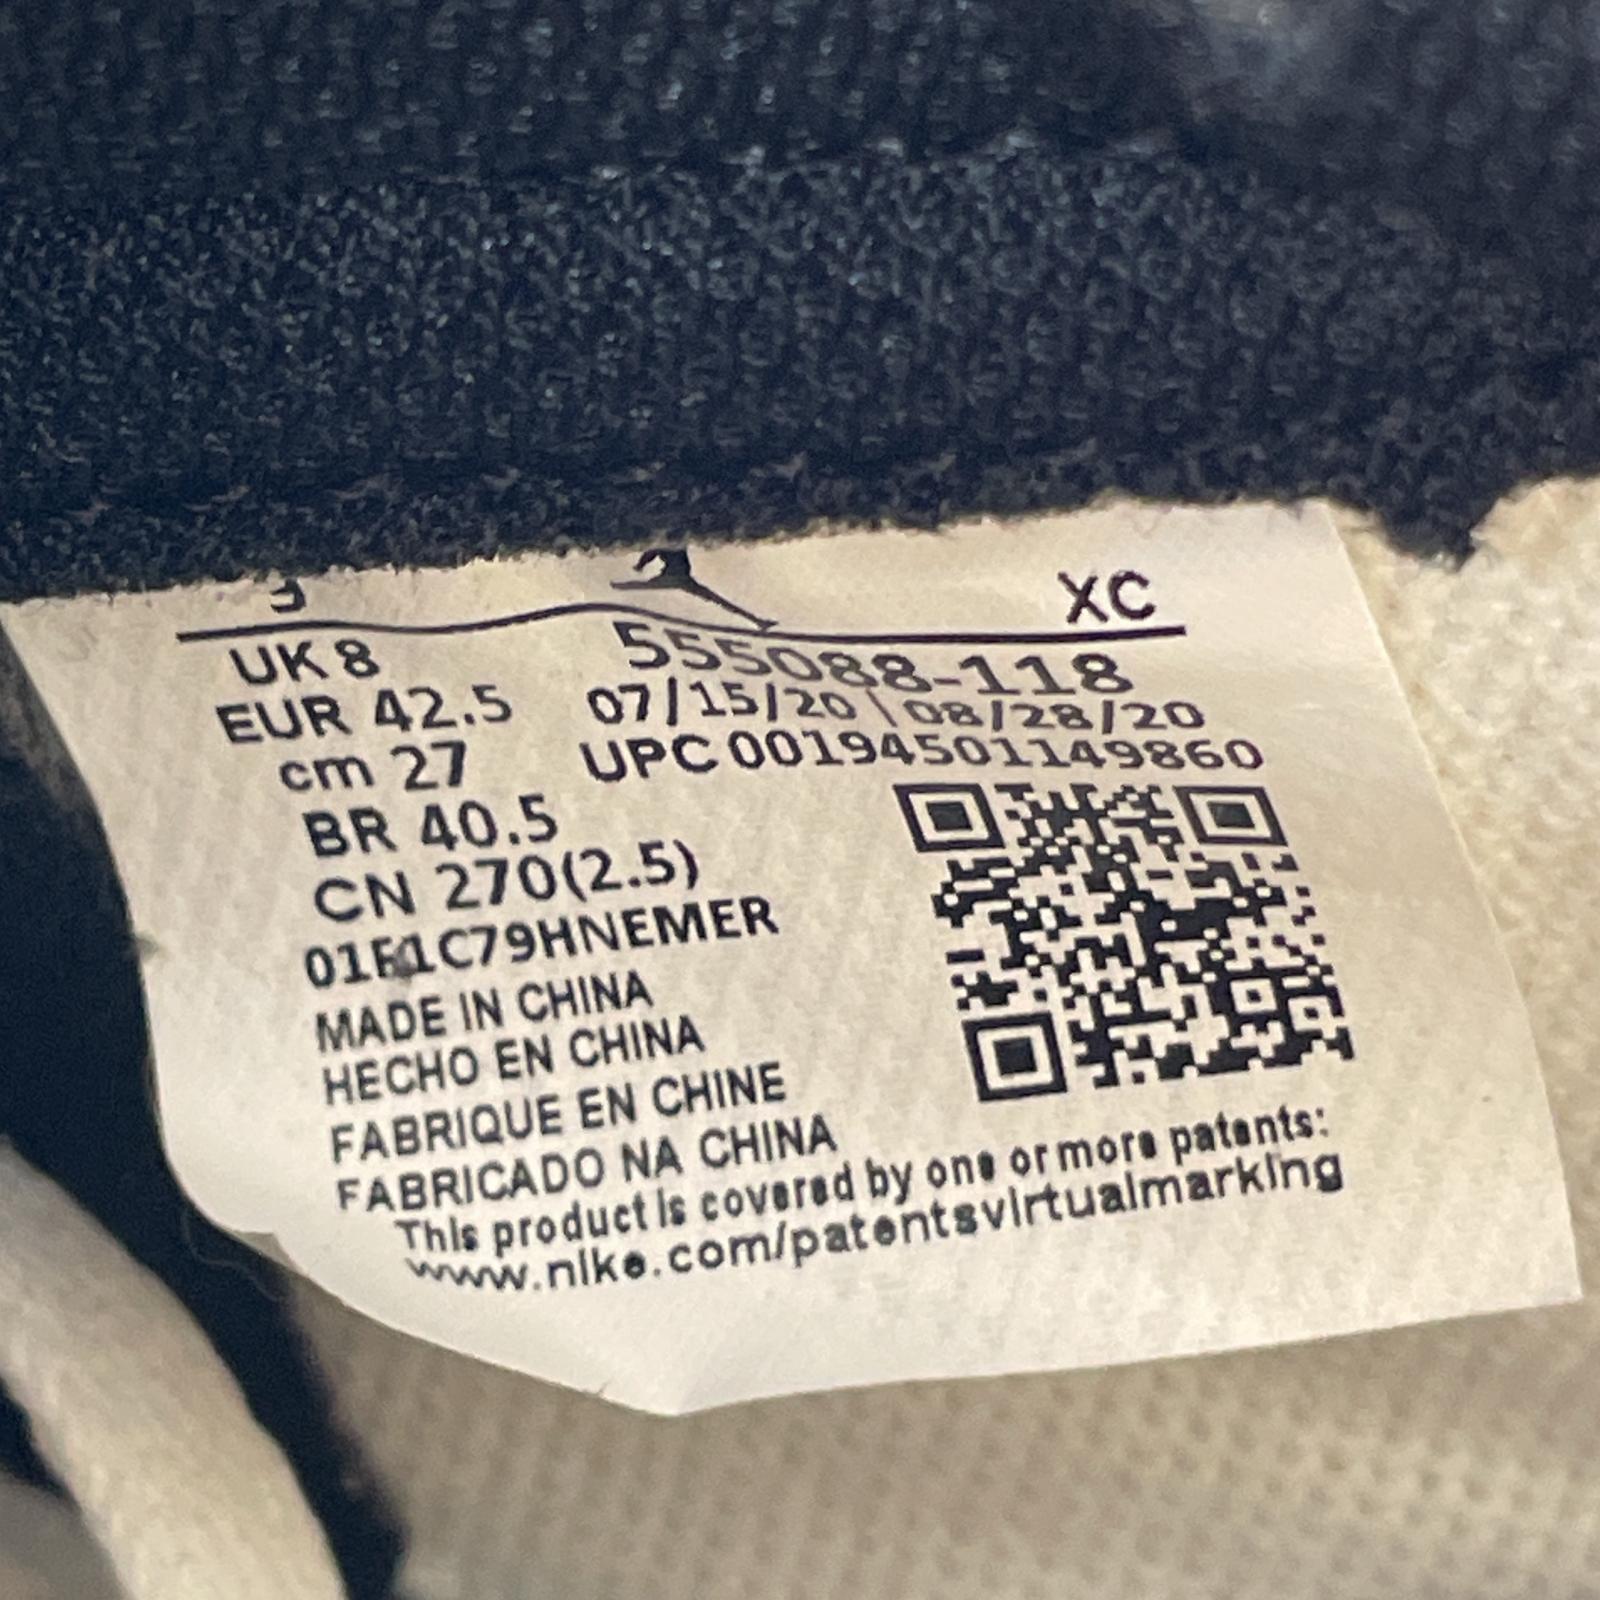 XC
UK 8
555088-118
EUR 42.5
07/15/20 \ 08/28/20
cm 27
UPC 00194501149860
BR 40.5
CN 270(2.5)
01E1C79HNEMER
MADE IN CHINA
HECHO EN CHINA
FABRIQUE EN CHINE
FABRICADO NA CHINA
This product is covered by one or more patents:
www.nike.com/patentsvirtualmarking